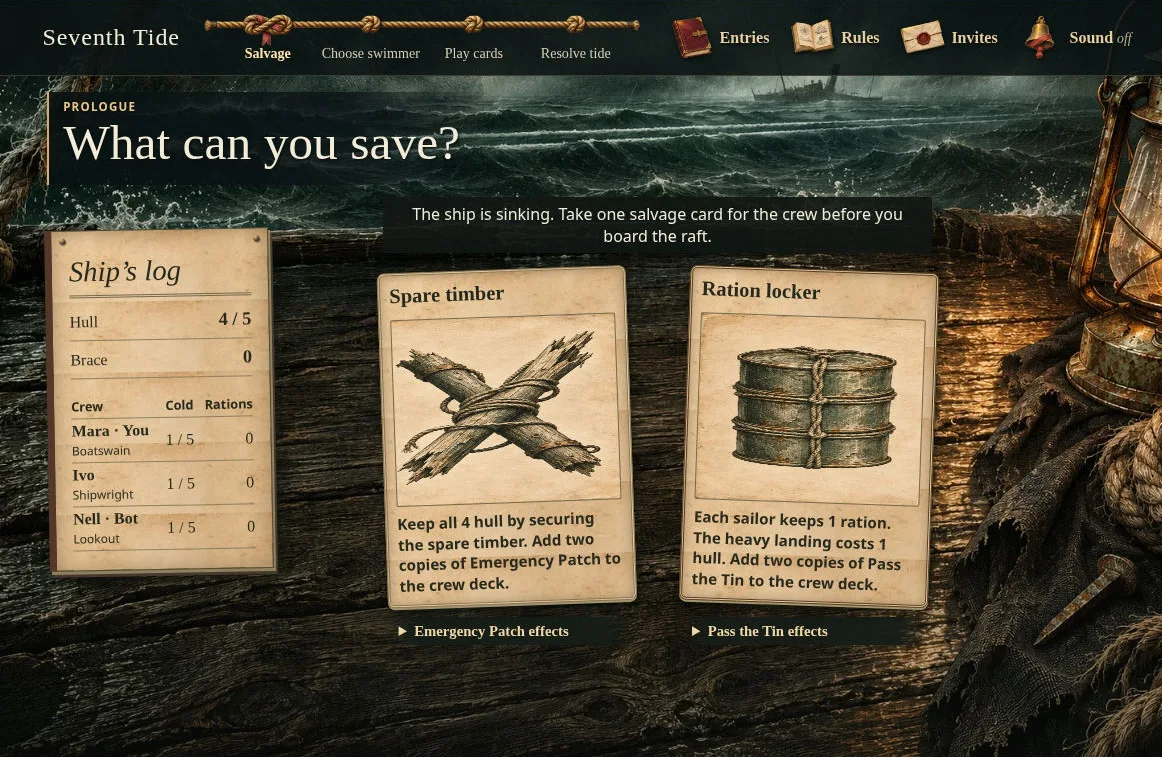 Seventh Tide
Salvage
Choose swimmer
Play cards
Resolve tide
Entries
Rules
Invites
Sound off
PROLOGUE
What can you save?
The ship is sinking. Take one salvage card for the crew before you
board the raft.
Ship’s log
Hull 4 / 5
Brace 0
Crew Cold Rations
Mara · You 1 / 5 0
Boatswain
Ivo 1 / 5 0
Shipwright
Nell · Bot 1 / 5 0
Lookout
Spare timber
Keep all 4 hull by securing
the spare timber. Add two
copies of Emergency Patch to
the crew deck.
Emergency Patch effects
Ration locker
Each sailor keeps 1 ration.
The heavy landing costs 1
hull. Add two copies of Pass
the Tin to the crew deck.
Pass the Tin effects